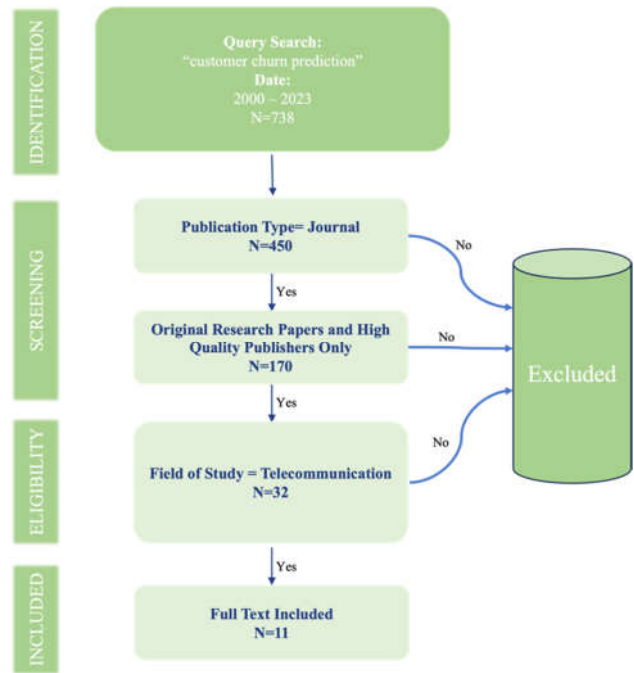 IDENTIFICATION
Query Search:
“customer churn prediction”
Date:
2000 – 2023
N=738
SCREENING
Publication Type= Journal
N=450
No
Yes
Original Research Papers and High
Quality Publishers Only
N=170
No
Excluded
Yes
ELIGIBILITY
Field of Study = Telecommunication
N=32
No
Yes
INCLUDED
Full Text Included
N=11